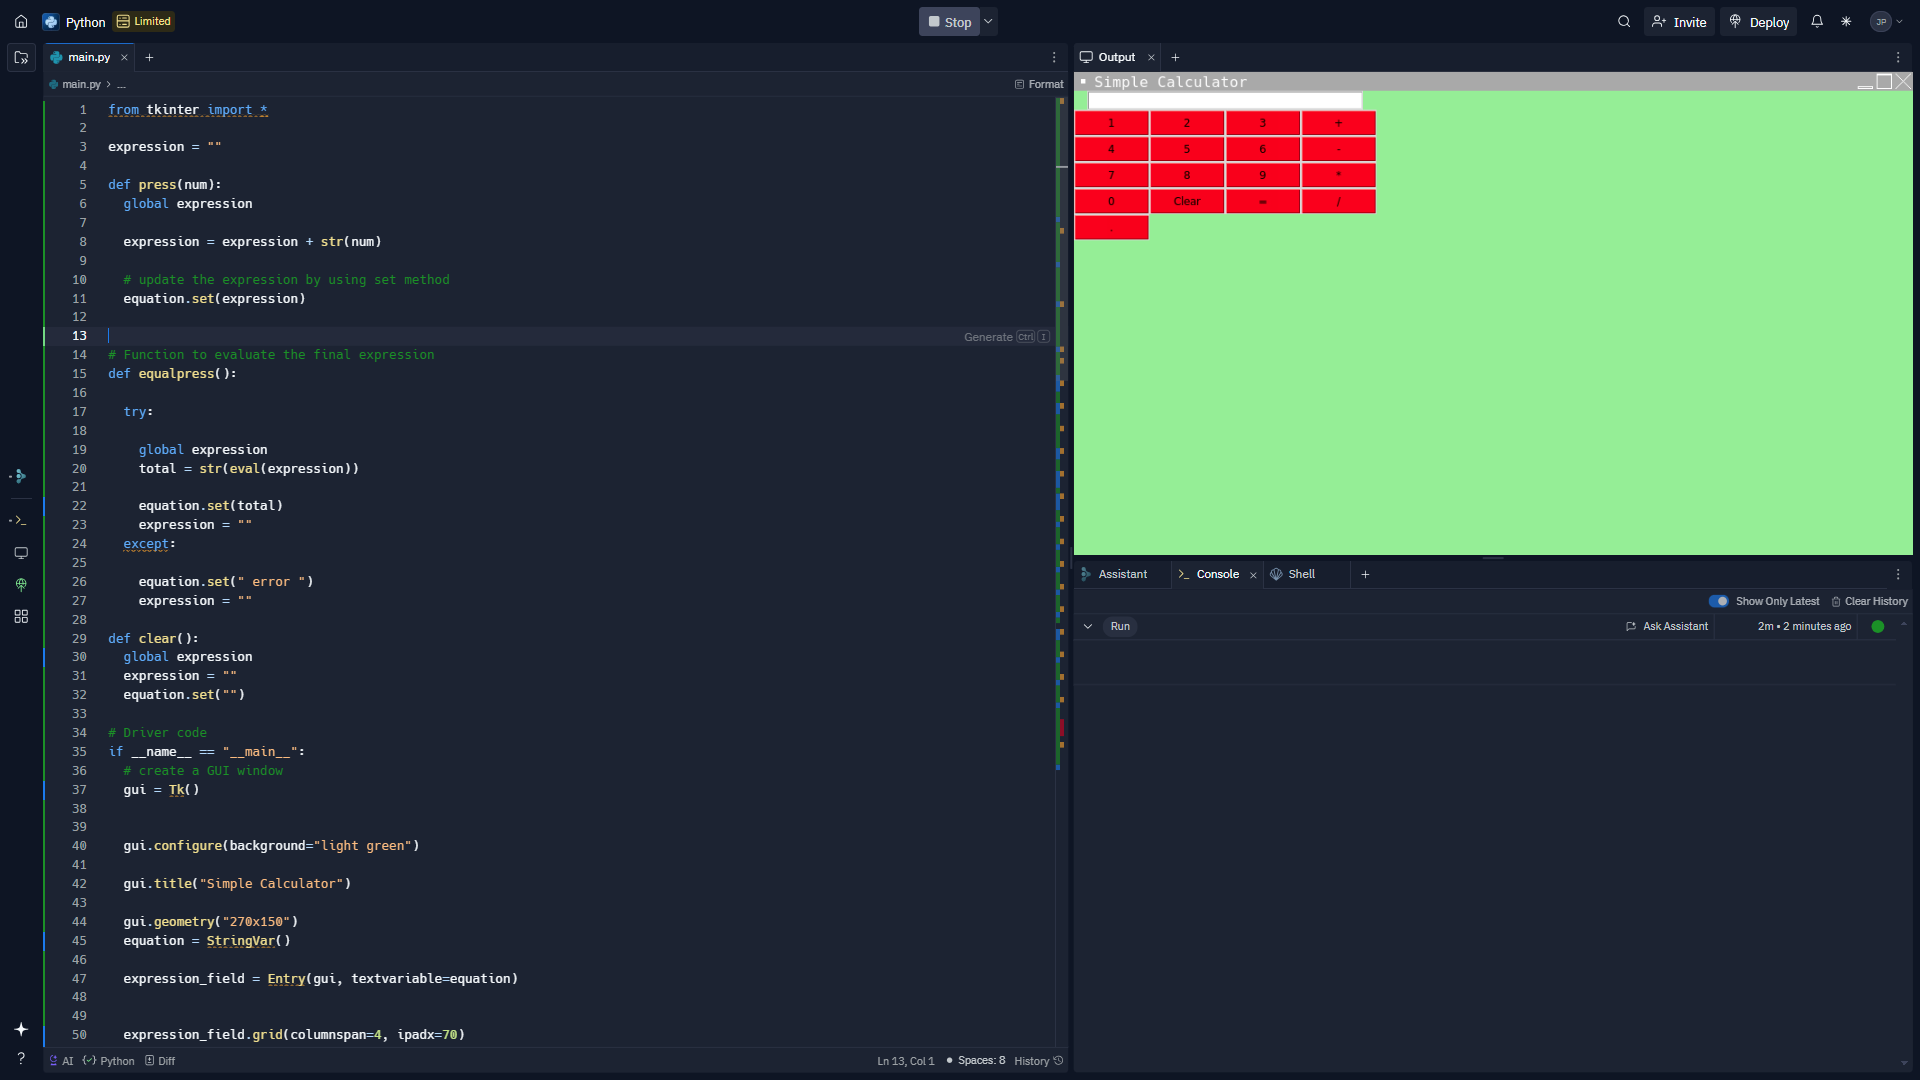 Python Limited
Stop
Invite Deploy JP
main.py
main.py > ...
Format
1 from tkinter import *
2
3 expression = ""
4
5 def press(num):
6 global expression
7
8 expression = expression + str(num)
9
10 # update the expression by using set method
11 equation.set(expression)
12
13 Generate Ctrl I
14 # Function to evaluate the final expression
15 def equalpress():
16
17 try:
18
19 global expression
20 total = str(eval(expression))
21
22 equation.set(total)
23 expression = ""
24 except:
25
26 equation.set(" error ")
27 expression = ""
28
29 def clear():
30 global expression
31 expression = ""
32 equation.set("")
33
34 # Driver code
35 if __name__ == "__main__":
36 # create a GUI window
37 gui = Tk()
38
39
40 gui.configure(background="light green")
41
42 gui.title("Simple Calculator")
43
44 gui.geometry("270x150")
45 equation = StringVar()
46
47 expression_field = Entry(gui, textvariable=equation)
48
49
50 expression_field.grid(columnspan=4, ipadx=70)
AI Python Diff
Ln 13, Col 1 • Spaces: 8 History
Output
Simple Calculator
1 2 3 +
4 5 6 -
7 8 9 *
0 Clear = /
.
Assistant Console Shell
Show Only Latest Clear History
Run Ask Assistant 2m • 2 minutes ago